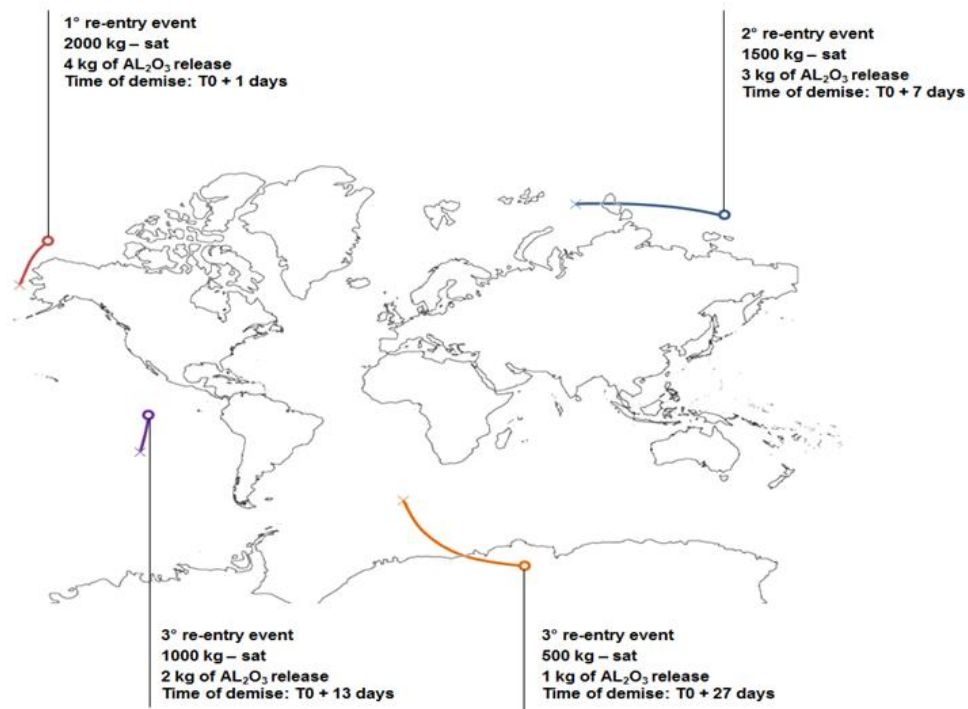 1° re-entry event
2000 kg – sat
4 kg of AL₂O₃ release
Time of demise: T0 + 1 days
2° re-entry event
1500 kg – sat
3 kg of AL₂O₃ release
Time of demise: T0 + 7 days
3° re-entry event
1000 kg – sat
2 kg of AL₂O₃ release
Time of demise: T0 + 13 days
3° re-entry event
500 kg – sat
1 kg of AL₂O₃ release
Time of demise: T0 + 27 days